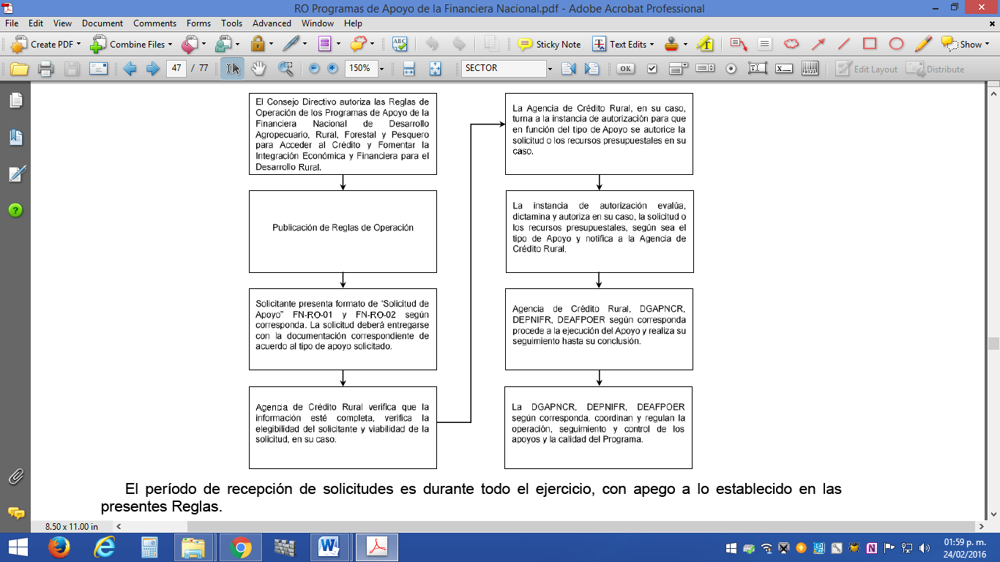 RO Programas de Apoyo de la Financiera Nacional.pdf - Adobe Acrobat Professional
File Edit View Document Comments Forms Tools Advanced Window Help
Create PDF Combine Files Sticky Note Text Edits Show
47 / 77 150% SECTOR OK Edit Layout Distribute
El Consejo Directivo autoriza las Reglas de
Operación de los Programas de Apoyo de la
Financiera Nacional de Desarrollo
Agropecuario, Rural, Forestal y Pesquero
para Acceder al Crédito y Fomentar la
Integración Económica y Financiera para el
Desarrollo Rural.
Publicación de Reglas de Operación
Solicitante presenta formato de “Solicitud de
Apoyo” FN-RO-01 y FN-RO-02 según
corresponda. La solicitud deberá entregarse
con la documentación correspondiente de
acuerdo al tipo de apoyo solicitado.
Agencia de Crédito Rural verifica que la
información esté completa, verifica la
elegibilidad del solicitante y viabilidad de la
solicitud, en su caso.
La Agencia de Crédito Rural, en su caso,
turna a la instancia de autorización para que
en función del tipo de Apoyo se autorice la
solicitud o los recursos presupuestales en su
caso.
La instancia de autorización evalúa,
dictamina y autoriza en su caso, la solicitud o
los recursos presupuestales, según sea el
tipo de Apoyo y notifica a la Agencia de
Crédito Rural.
Agencia de Crédito Rural, DGAPNCR,
DEPNIFR, DEAFPOER según corresponda
procede a la ejecución del Apoyo y realiza su
seguimiento hasta su conclusión.
La DGAPNCR, DEPNIFR, DEAFPOER
según corresponda, coordinan y regulan la
operación, seguimiento y control de los
apoyos y la calidad del Programa.
El período de recepción de solicitudes es durante todo el ejercicio, con apego a lo establecido en las
presentes Reglas.
8.50 x 11.00 in
01:59 p. m.
24/02/2016